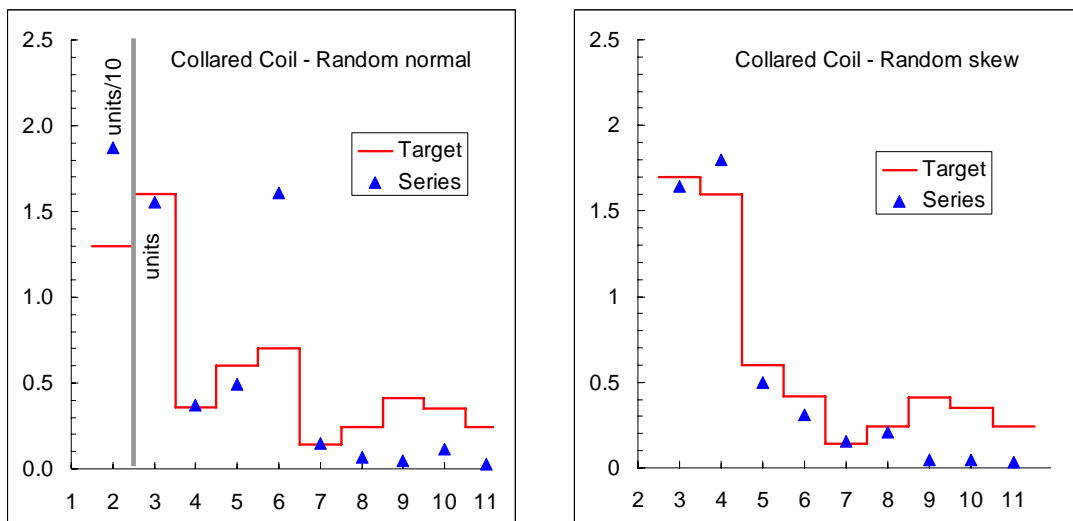 2.5
Collared Coil - Random normal
units/10
2.0
Target
Series
1.5
units
1.0
0.5
0.0
1 2 3 4 5 6 7 8 9 10 11
2.5
Collared Coil - Random skew
2
Target
Series
1.5
1
0.5
0
2 3 4 5 6 7 8 9 10 11